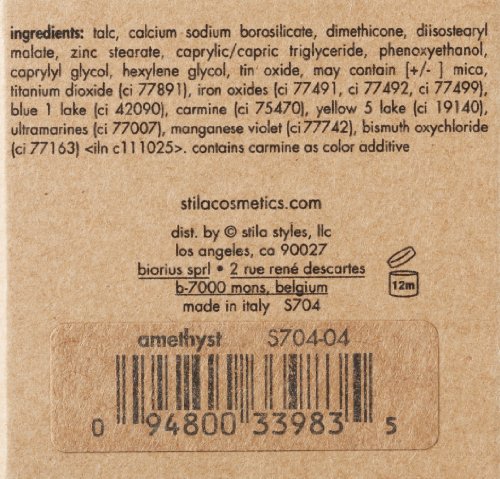 ingredients: talc, calcium sodium borosilicate, dimethicone, diisostearyl
malate, zinc stearate, caprylic/capric triglyceride, phenoxyethanol,
caprylyl glycol, hexylene glycol, tin oxide, may contain [+/- ] mica,
titanium dioxide (ci 77891), iron oxides (ci 77491, ci 77492, ci 77499),
blue 1 lake (ci 42090), carmine (ci 75470), yellow 5 lake (ci 19140),
ultramarines (ci 77007), manganese violet (ci77742), bismuth oxychloride
(ci 77163) <iln c111025>. contains carmine as color additive
stilacosmetics.com
dist. by © stila styles, llc
los angeles, ca 90027
biorius sprl • 2 rue rené descartes
b-7000 mons, belgium
made in italy S704
12m
amethyst S704-04
0 94800 33983 5